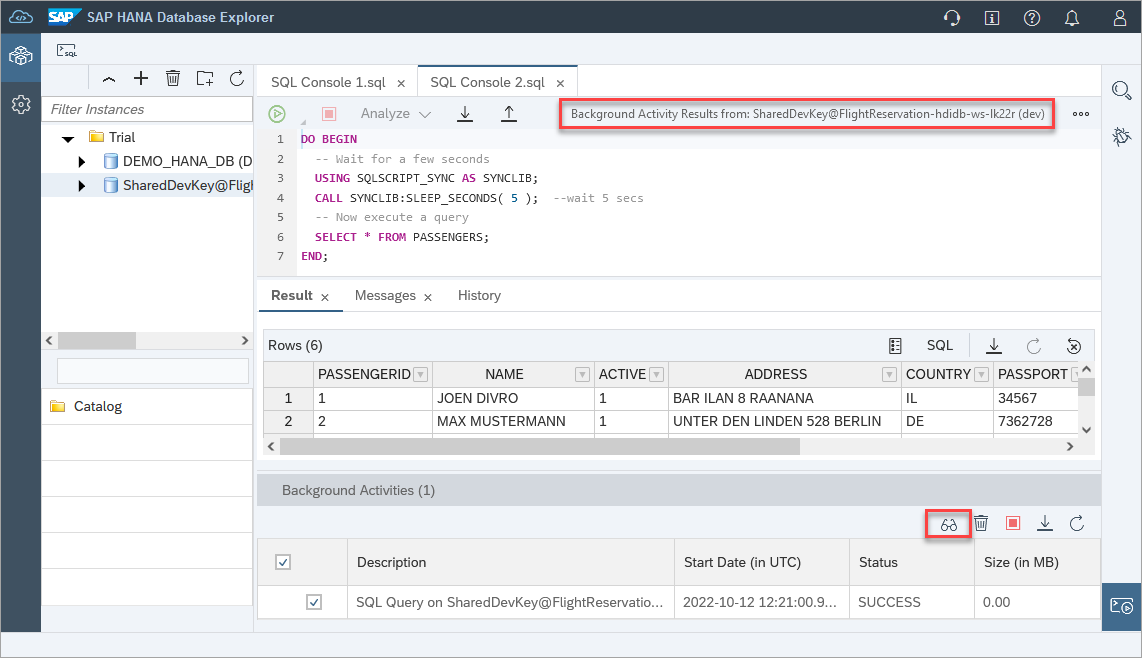 SAP SAP HANA Database Explorer
SQL
SQL Console 1.sql × SQL Console 2.sql ×
Filter Instances
Trial
DEMO_HANA_DB (D
SharedDevKey@Fligh
Catalog
Analyze Background Activity Results from: SharedDevKey@FlightReservation-hdidb-ws-lk22r (dev)
1 DO BEGIN
2 -- Wait for a few seconds
3 USING SQLSCRIPT_SYNC AS SYNCLIB;
4 CALL SYNCLIB:SLEEP_SECONDS( 5 ); --wait 5 secs
5 -- Now execute a query
6 SELECT * FROM PASSENGERS;
7 END;
Result × Messages × History
Rows (6) SQL
PASSENGERID NAME ACTIVE ADDRESS COUNTRY PASSPORT
1 1 JOEN DIVRO 1 BAR ILAN 8 RAANANA IL 34567
2 2 MAX MUSTERMANN 1 UNTER DEN LINDEN 528 BERLIN DE 7362728
Background Activities (1)
Description Start Date (in UTC) Status Size (in MB)
SQL Query on SharedDevKey@FlightReservatio... 2022-10-12 12:21:00.9... SUCCESS 0.00